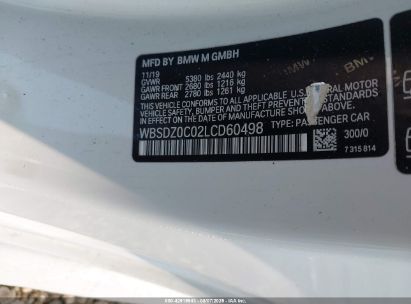 MFD BY BMW M GMBH
11/19
GVWR 5380 lbs 2440 kg
GAWR FRONT 2680 lbs 1216 kg
GAWR REAR 2780 lbs 1261 kg
THIS VEHICLE CONFORMS TO ALL APPLICABLE U.S. FEDERAL MOTOR
VEHICLE SAFETY, BUMPER, AND THEFT PREVENTION STANDARDS
IN EFFECT ON THE DATE OF MANUFACTURE SHOWN ABOVE.
WBSDZ0C02LCD60498 TYPE: PASSENGER CAR
300/0
7 315 814